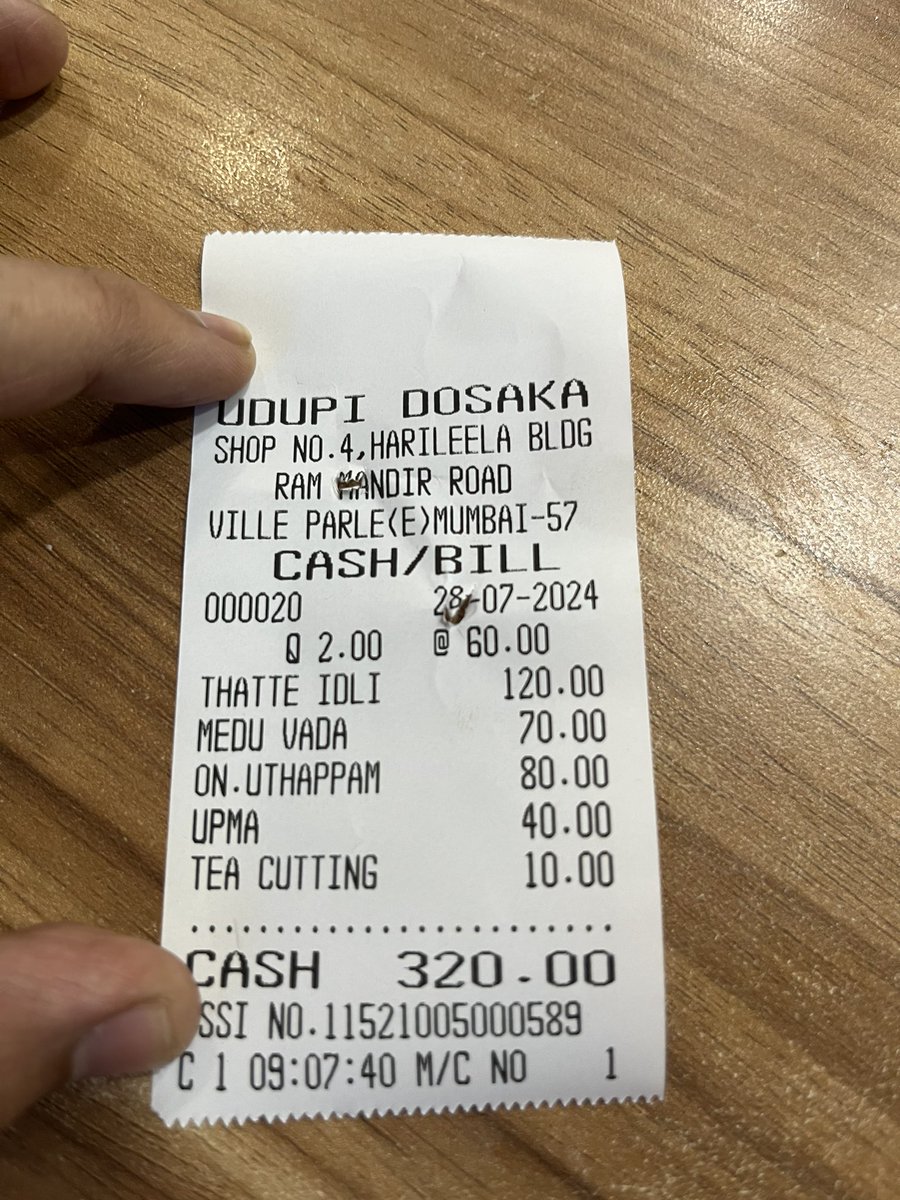 UDUPI DOSAKA
SHOP NO.4,HARILEELA BLDG
RAM MANDIR ROAD
VILLE PARLE(E)MUMBAI-57
CASH/BILL
000020 28-07-2024
Q 2.00 @ 60.00
THATTE IDLI 120.00
MEDU VADA 70.00
ON.UTHAPPAM 80.00
UPMA 40.00
TEA CUTTING 10.00
........................
CASH 320.00
SSI NO.11521005000589
C 1 09:07:40 M/C NO 1